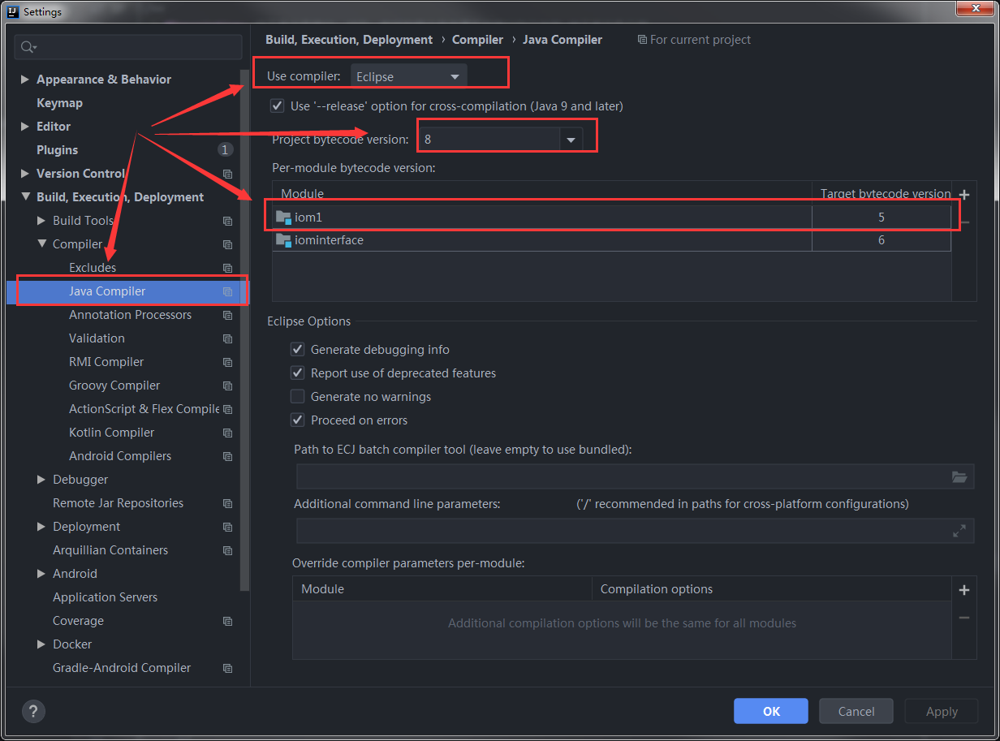 Settings
Build, Execution, Deployment › Compiler › Java Compiler For current project
Appearance & Behavior
Keymap
Editor
Plugins 1
Version Control
Build, Execution, Deployment
Build Tools
Compiler
Excludes
Java Compiler
Annotation Processors
Validation
RMI Compiler
Groovy Compiler
ActionScript & Flex Compile
Kotlin Compiler
Android Compilers
Debugger
Remote Jar Repositories
Deployment
Arquillian Containers
Android
Application Servers
Coverage
Docker
Gradle-Android Compiler
Use compiler: Eclipse
Use '--release' option for cross-compilation (Java 9 and later)
Project bytecode version: 8
Per-module bytecode version:
Module Target bytecode version
iom1 5
iominterface 6
Eclipse Options
Generate debugging info
Report use of deprecated features
Generate no warnings
Proceed on errors
Path to ECJ batch compiler tool (leave empty to use bundled):
Additional command line parameters: ('/' recommended in paths for cross-platform configurations)
Override compiler parameters per-module:
Module Compilation options
Additional compilation options will be the same for all modules
? OK Cancel Apply